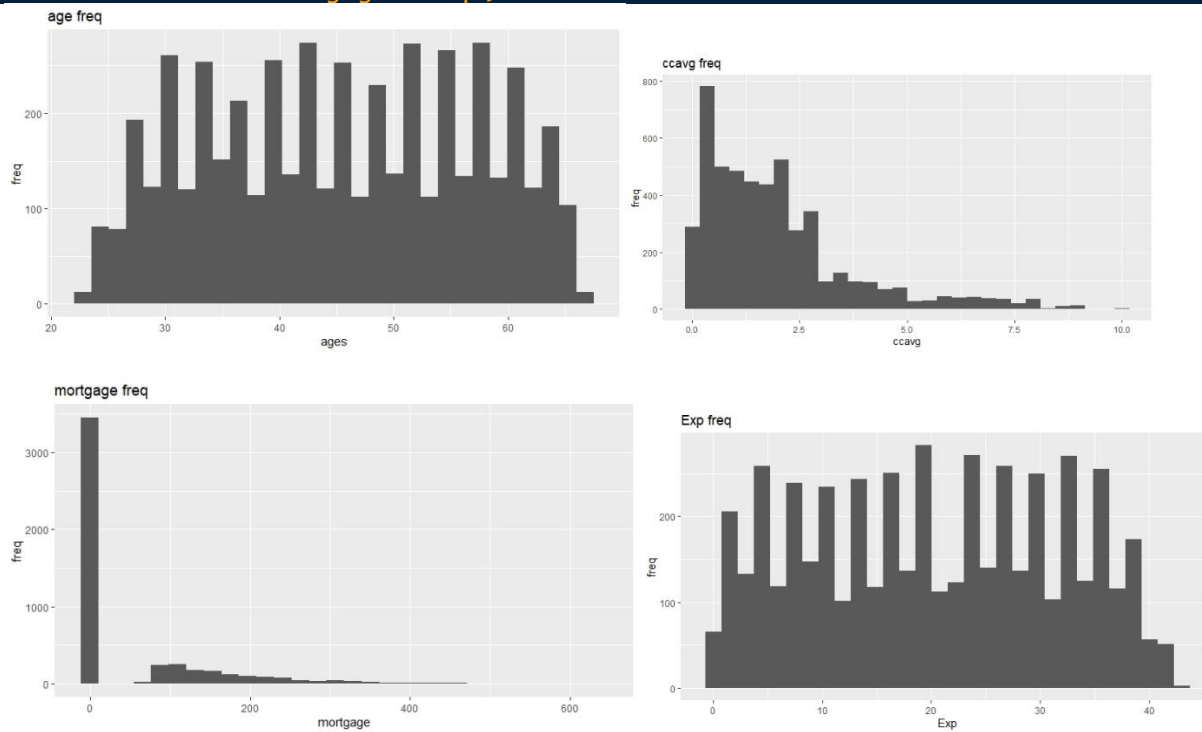 age freq
200
100
0
freq
20 30 40 50 60
ages
ccavg freq
800
600
400
200
0
freq
0.0 2.5 5.0 7.5 10.0
ccavg
mortgage freq
3000
2000
1000
0
freq
0 200 400 600
mortgage
Exp freq
200
100
0
freq
0 10 20 30 40
Exp